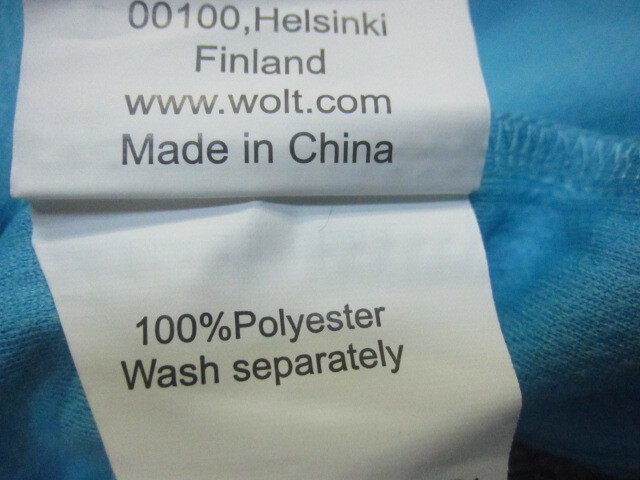 00100,Helsinki
Finland
www.wolt.com
Made in China
100%Polyester
Wash separately